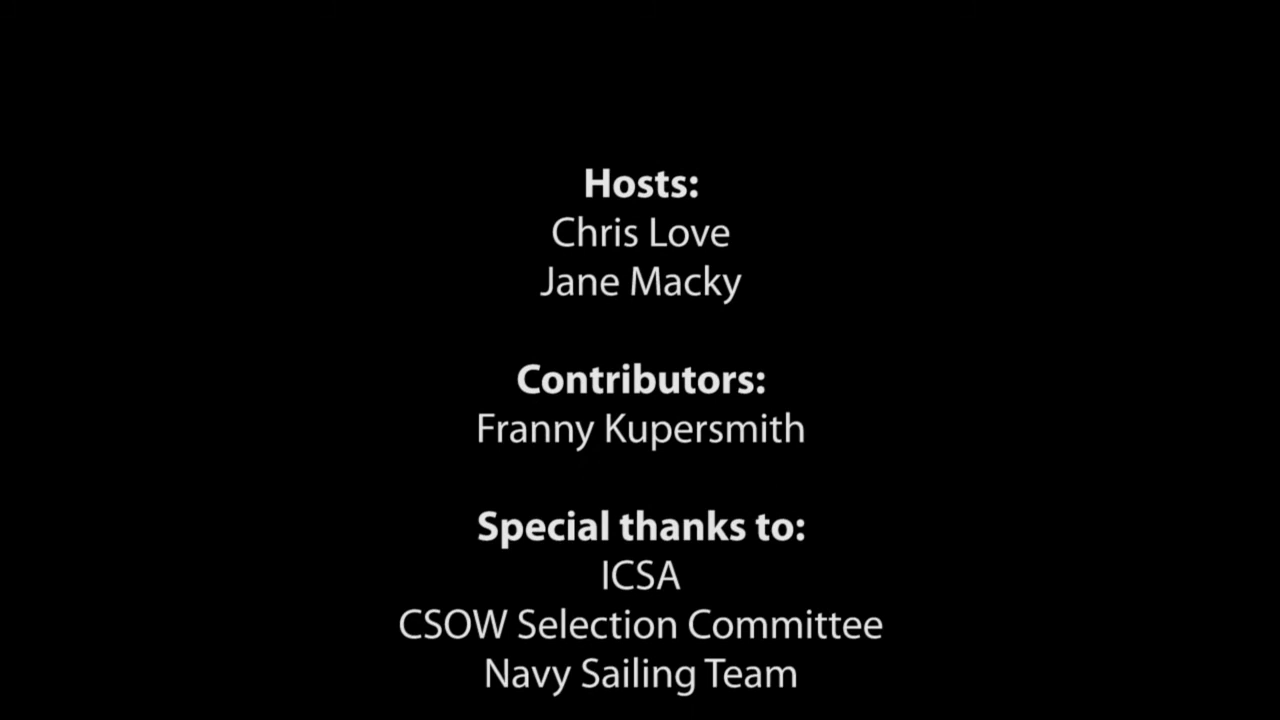 Hosts:
Chris Love
Jane Macky
Contributors:
Franny Kupersmith
Special thanks to:
ICSA
CSOW Selection Committee
Navy Sailing Team